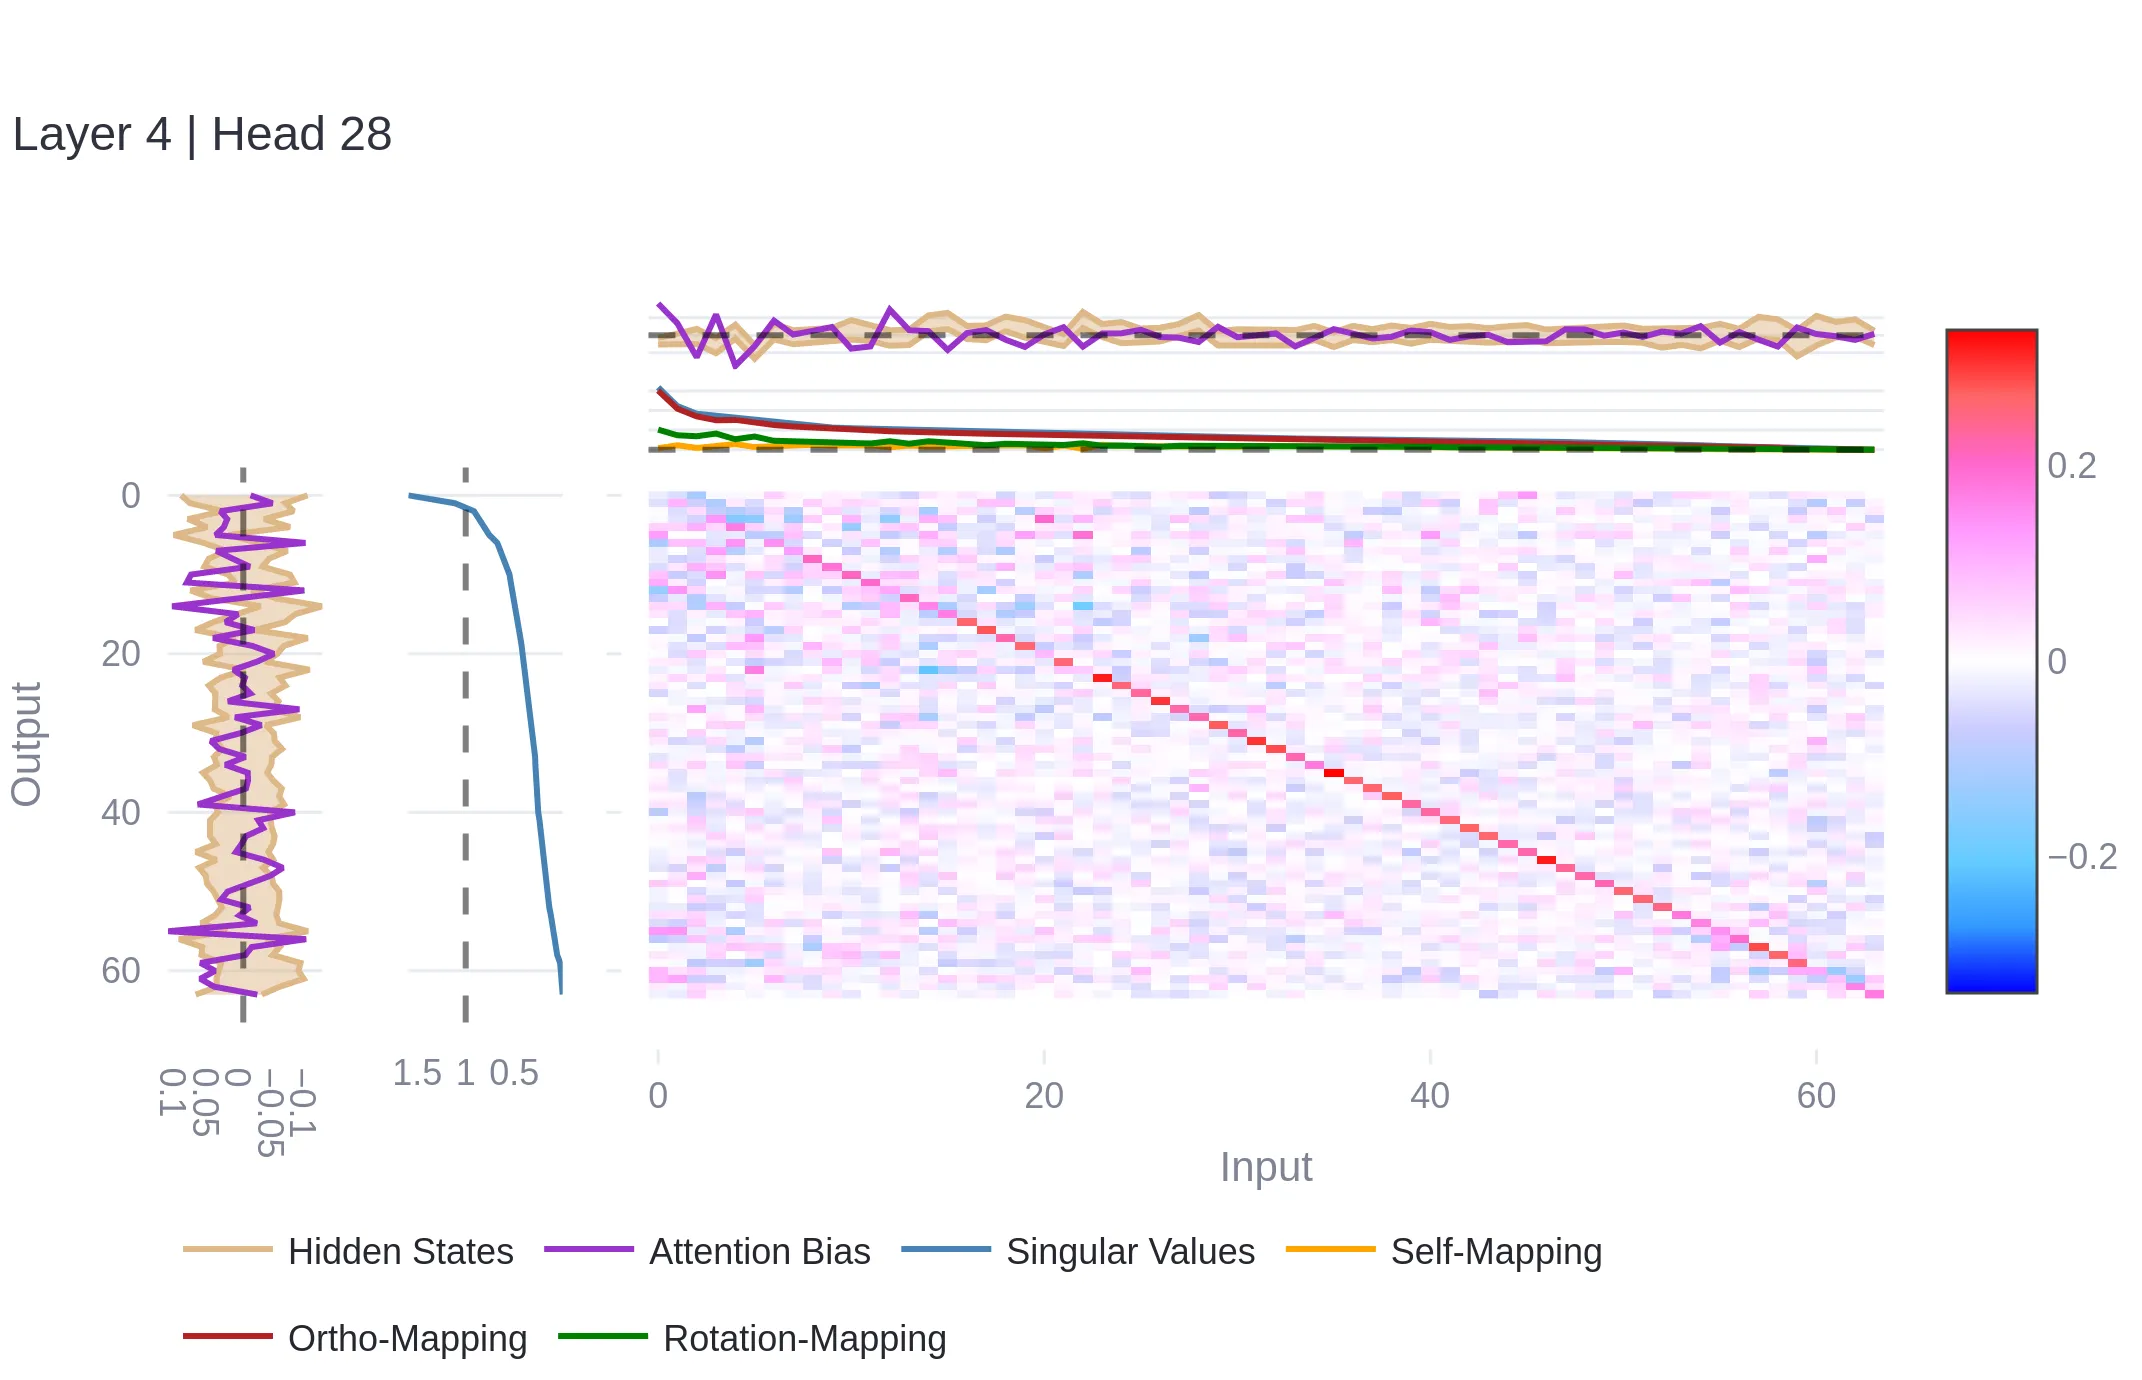 Layer 4 | Head 28
0
20
40
60
Output
0.2
0
−0.2
0.1
0.05
0
−0.05
−0.1
1.5 1 0.5
0 20 40 60
Input
Hidden States Attention Bias Singular Values Self-Mapping
Ortho-Mapping Rotation-Mapping